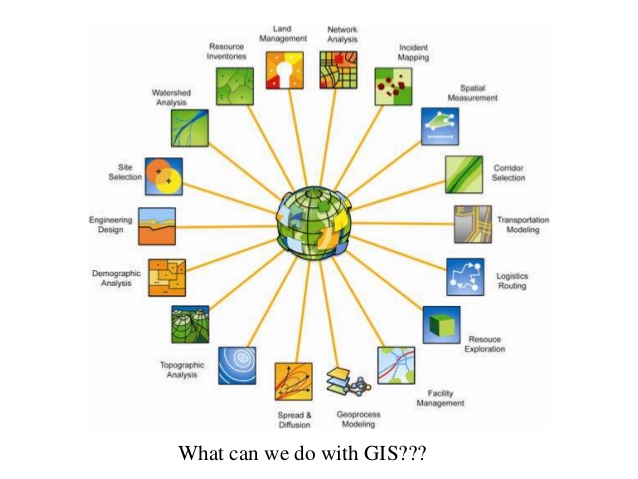 Land
Management
Network
Analysis
Incident
Mapping
Spatial
Measurement
Corridor
Selection
Transportation
Modeling
Logistics
Routing
Resouce
Exploration
Facility
Management
Geoprocess
Modeling
Spread &
Diffusion
Topographic
Analysis
Demographic
Analysis
Engineering
Design
Site
Selection
Watershed
Analysis
Resource
Inventories
What can we do with GIS???